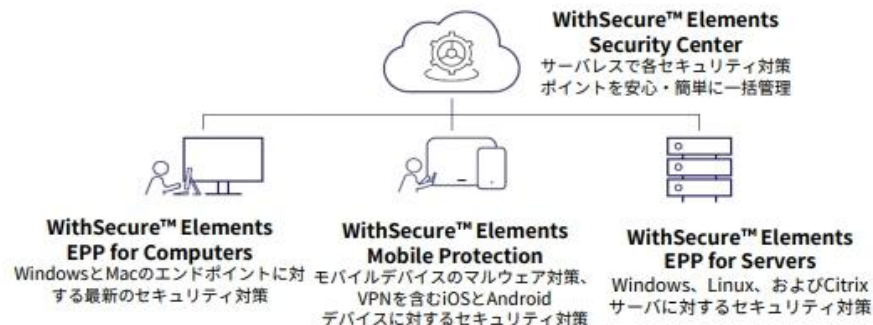 WithSecure™ Elements
Security Center
サーバレスで各セキュリティ対策
ポイントを安心・簡単に一括管理
WithSecure™ Elements
EPP for Computers
WindowsとMacのエンドポイントに対
する最新のセキュリティ対策
WithSecure™ Elements
Mobile Protection
モバイルデバイスのマルウェア対策、
VPNを含むiOSとAndroid
デバイスに対するセキュリティ対策
WithSecure™ Elements
EPP for Servers
Windows、Linux、およびCitrix
サーバに対するセキュリティ対策